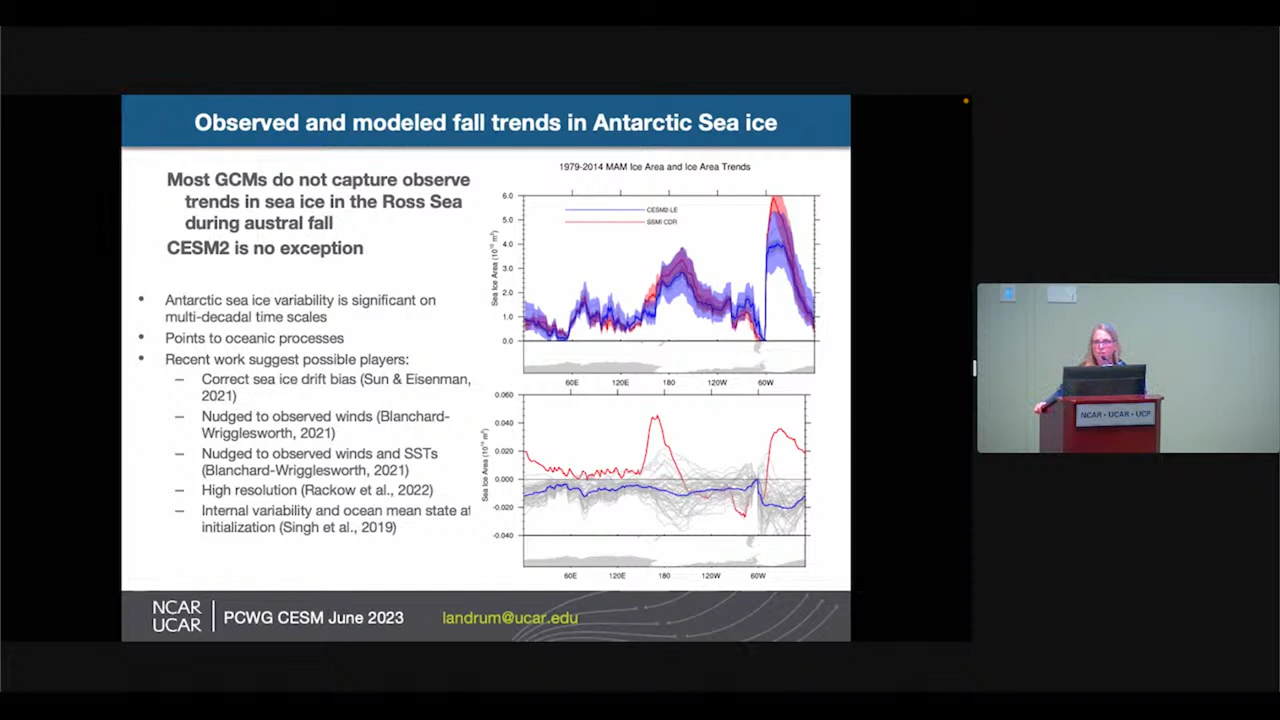 Observed and modeled fall trends in Antarctic Sea ice
Most GCMs do not capture observe
trends in sea ice in the Ross Sea
during austral fall
CESM2 is no exception
• Antarctic sea ice variability is significant on
multi-decadal time scales
• Points to oceanic processes
• Recent work suggest possible players:
– Correct sea ice drift bias (Sun & Eisenman,
2021)
– Nudged to observed winds (Blanchard-
Wrigglesworth, 2021)
– Nudged to observed winds and SSTs
(Blanchard-Wrigglesworth, 2021)
– High resolution (Rackow et al., 2022)
– Internal variability and ocean mean state at
initialization (Singh et al., 2019)
1979-2014 MAM Ice Area and Ice Area Trends
CESM2-LE
SSMI CDR
Sea Ice Area
6.0
5.0
4.0
3.0
2.0
1.0
0.0
60E 120E 180 120W 60W
Sea Ice Area
0.060
0.040
0.020
0.000
-0.020
-0.040
60E 120E 180 120W 60W
NCAR
UCAR
PCWG CESM June 2023
landrum@ucar.edu
NCAR • UCAR • UCP